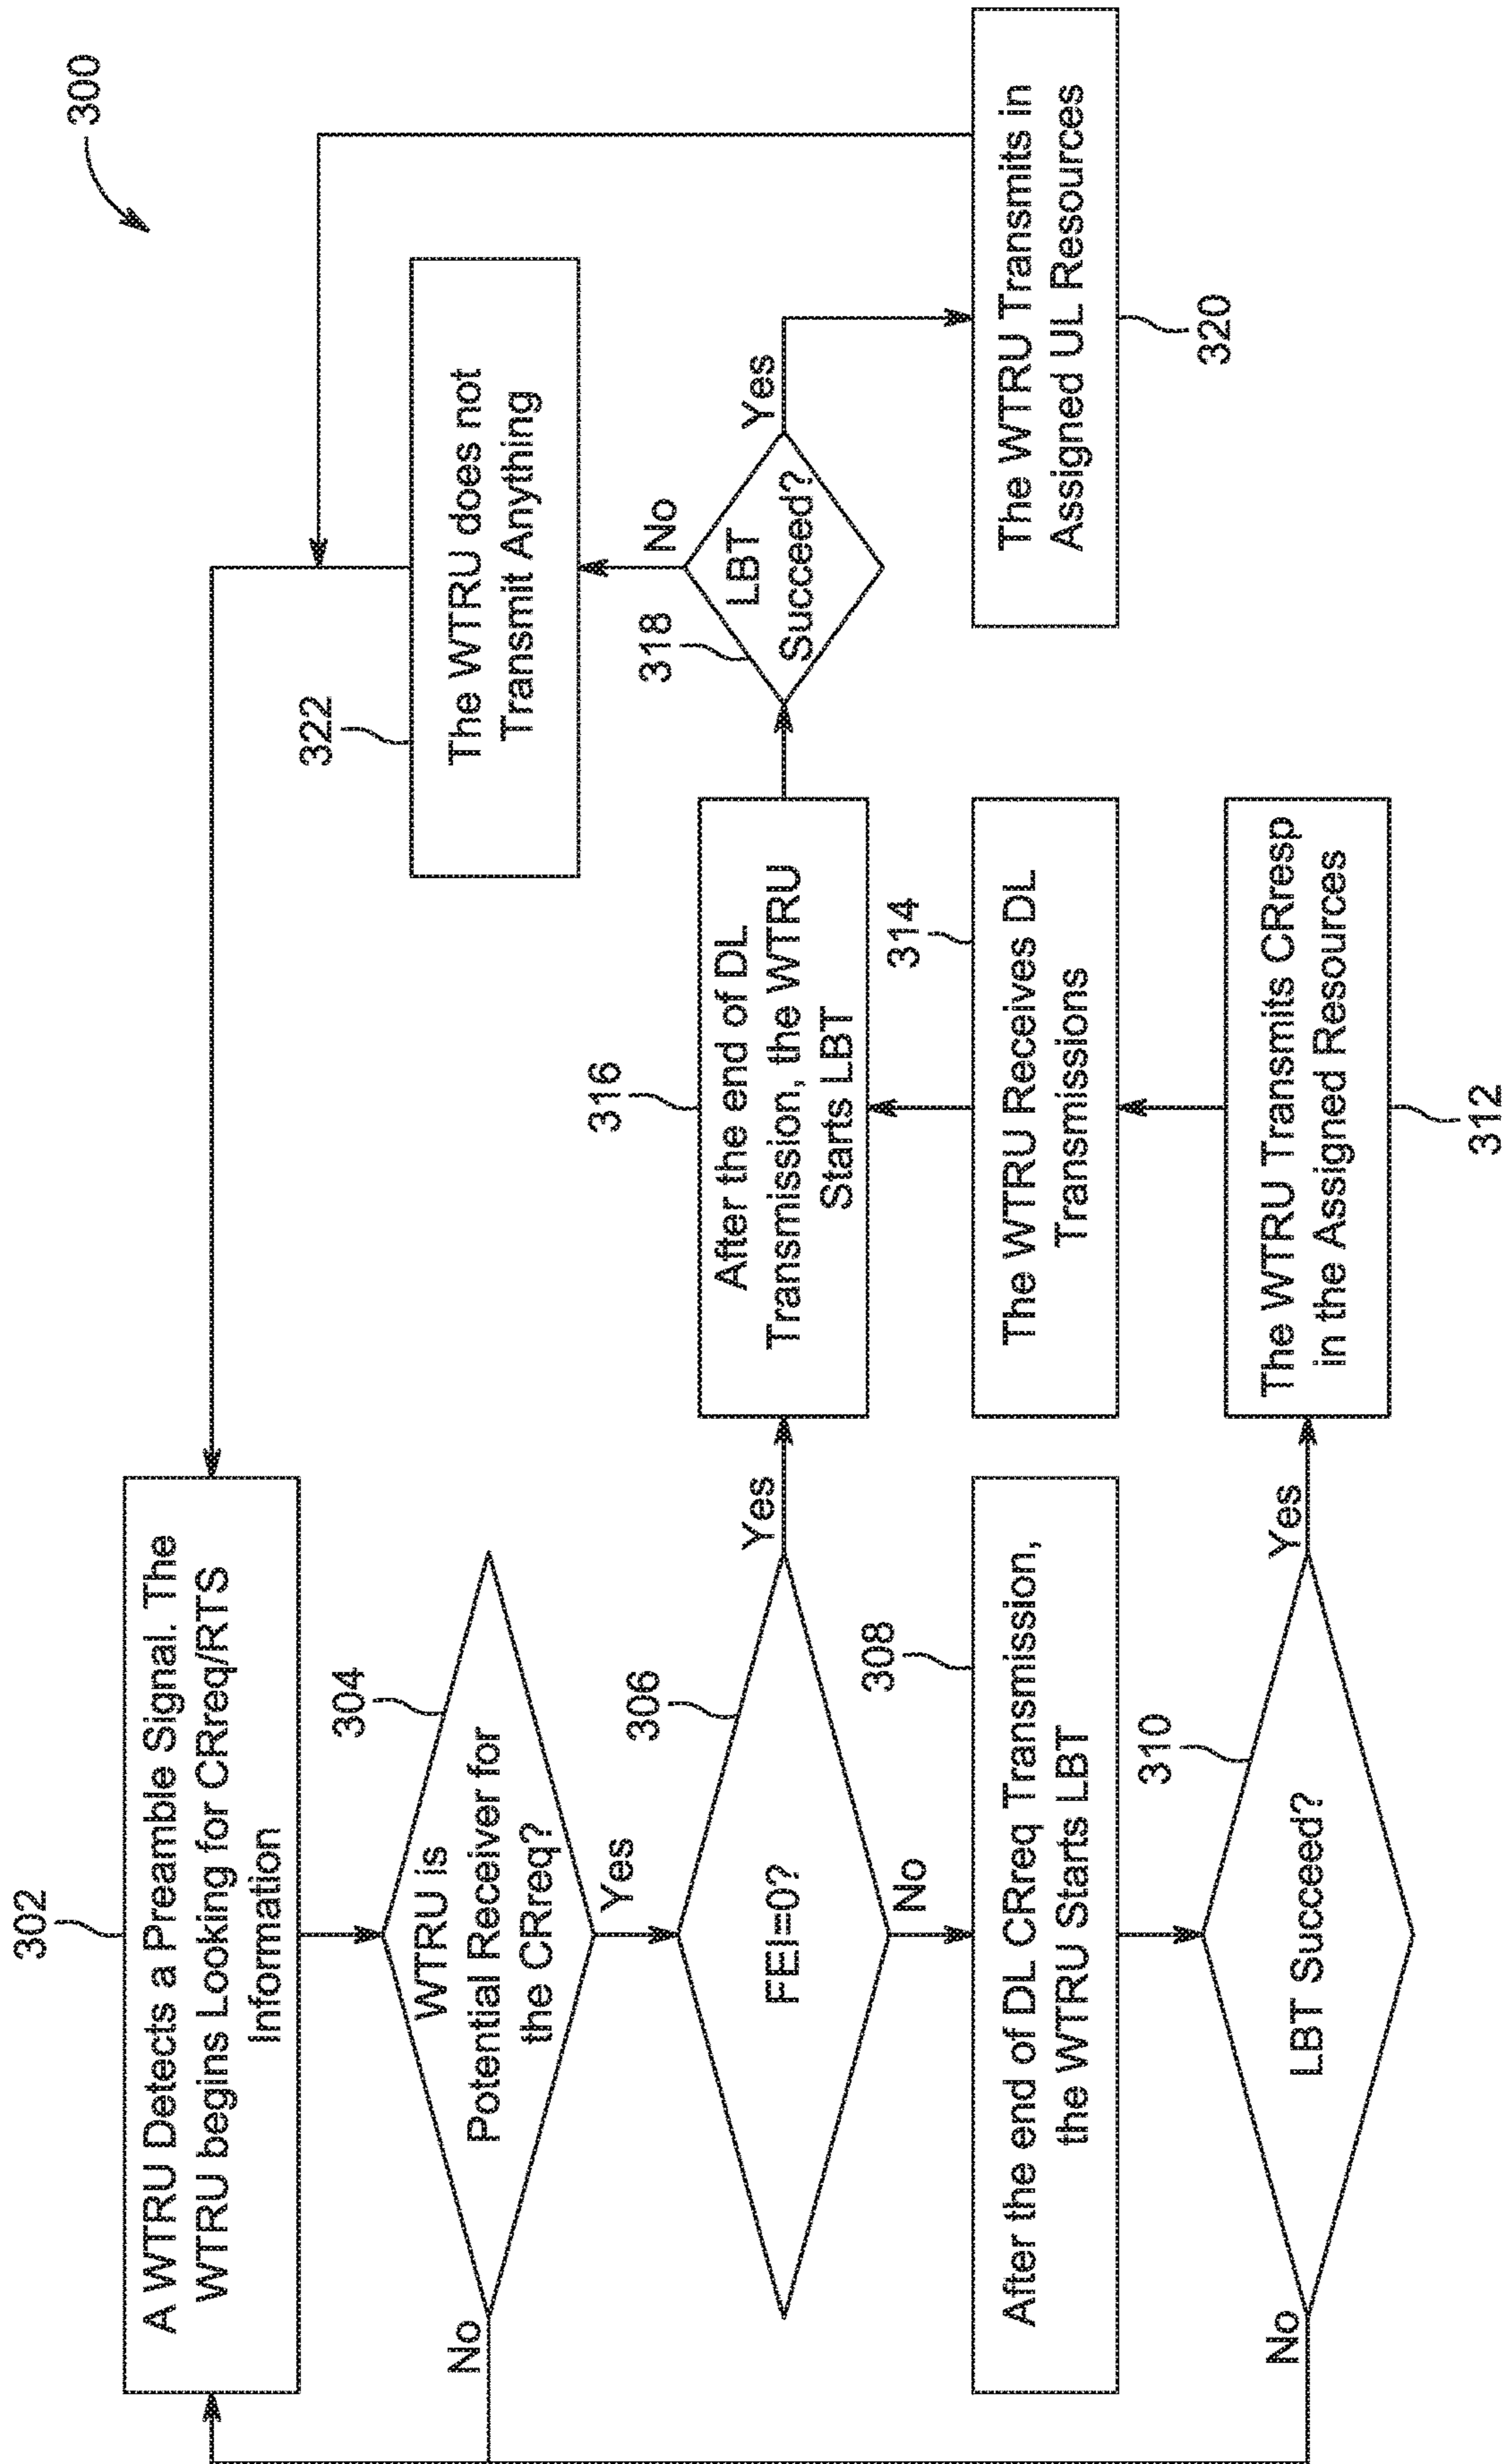 300
302
A WTRU Detects a Preamble Signal. The
WTRU begins Looking for CRreq/RTS
Information
304
WTRU is
Potential Receiver for
the CRreq?
No
Yes
306
FEI=0?
Yes
No
308
After the end of DL CRreq Transmission,
the WTRU Starts LBT
310
LBT Succeed?
No
Yes
312
The WTRU Transmits CRresp
in the Assigned Resources
314
The WTRU Receives DL
Transmissions
316
After the end of DL
Transmission, the WTRU
Starts LBT
318
LBT
Succeed?
No
Yes
322
The WTRU does not
Transmit Anything
The WTRU Transmits in
Assigned UL Resources
320